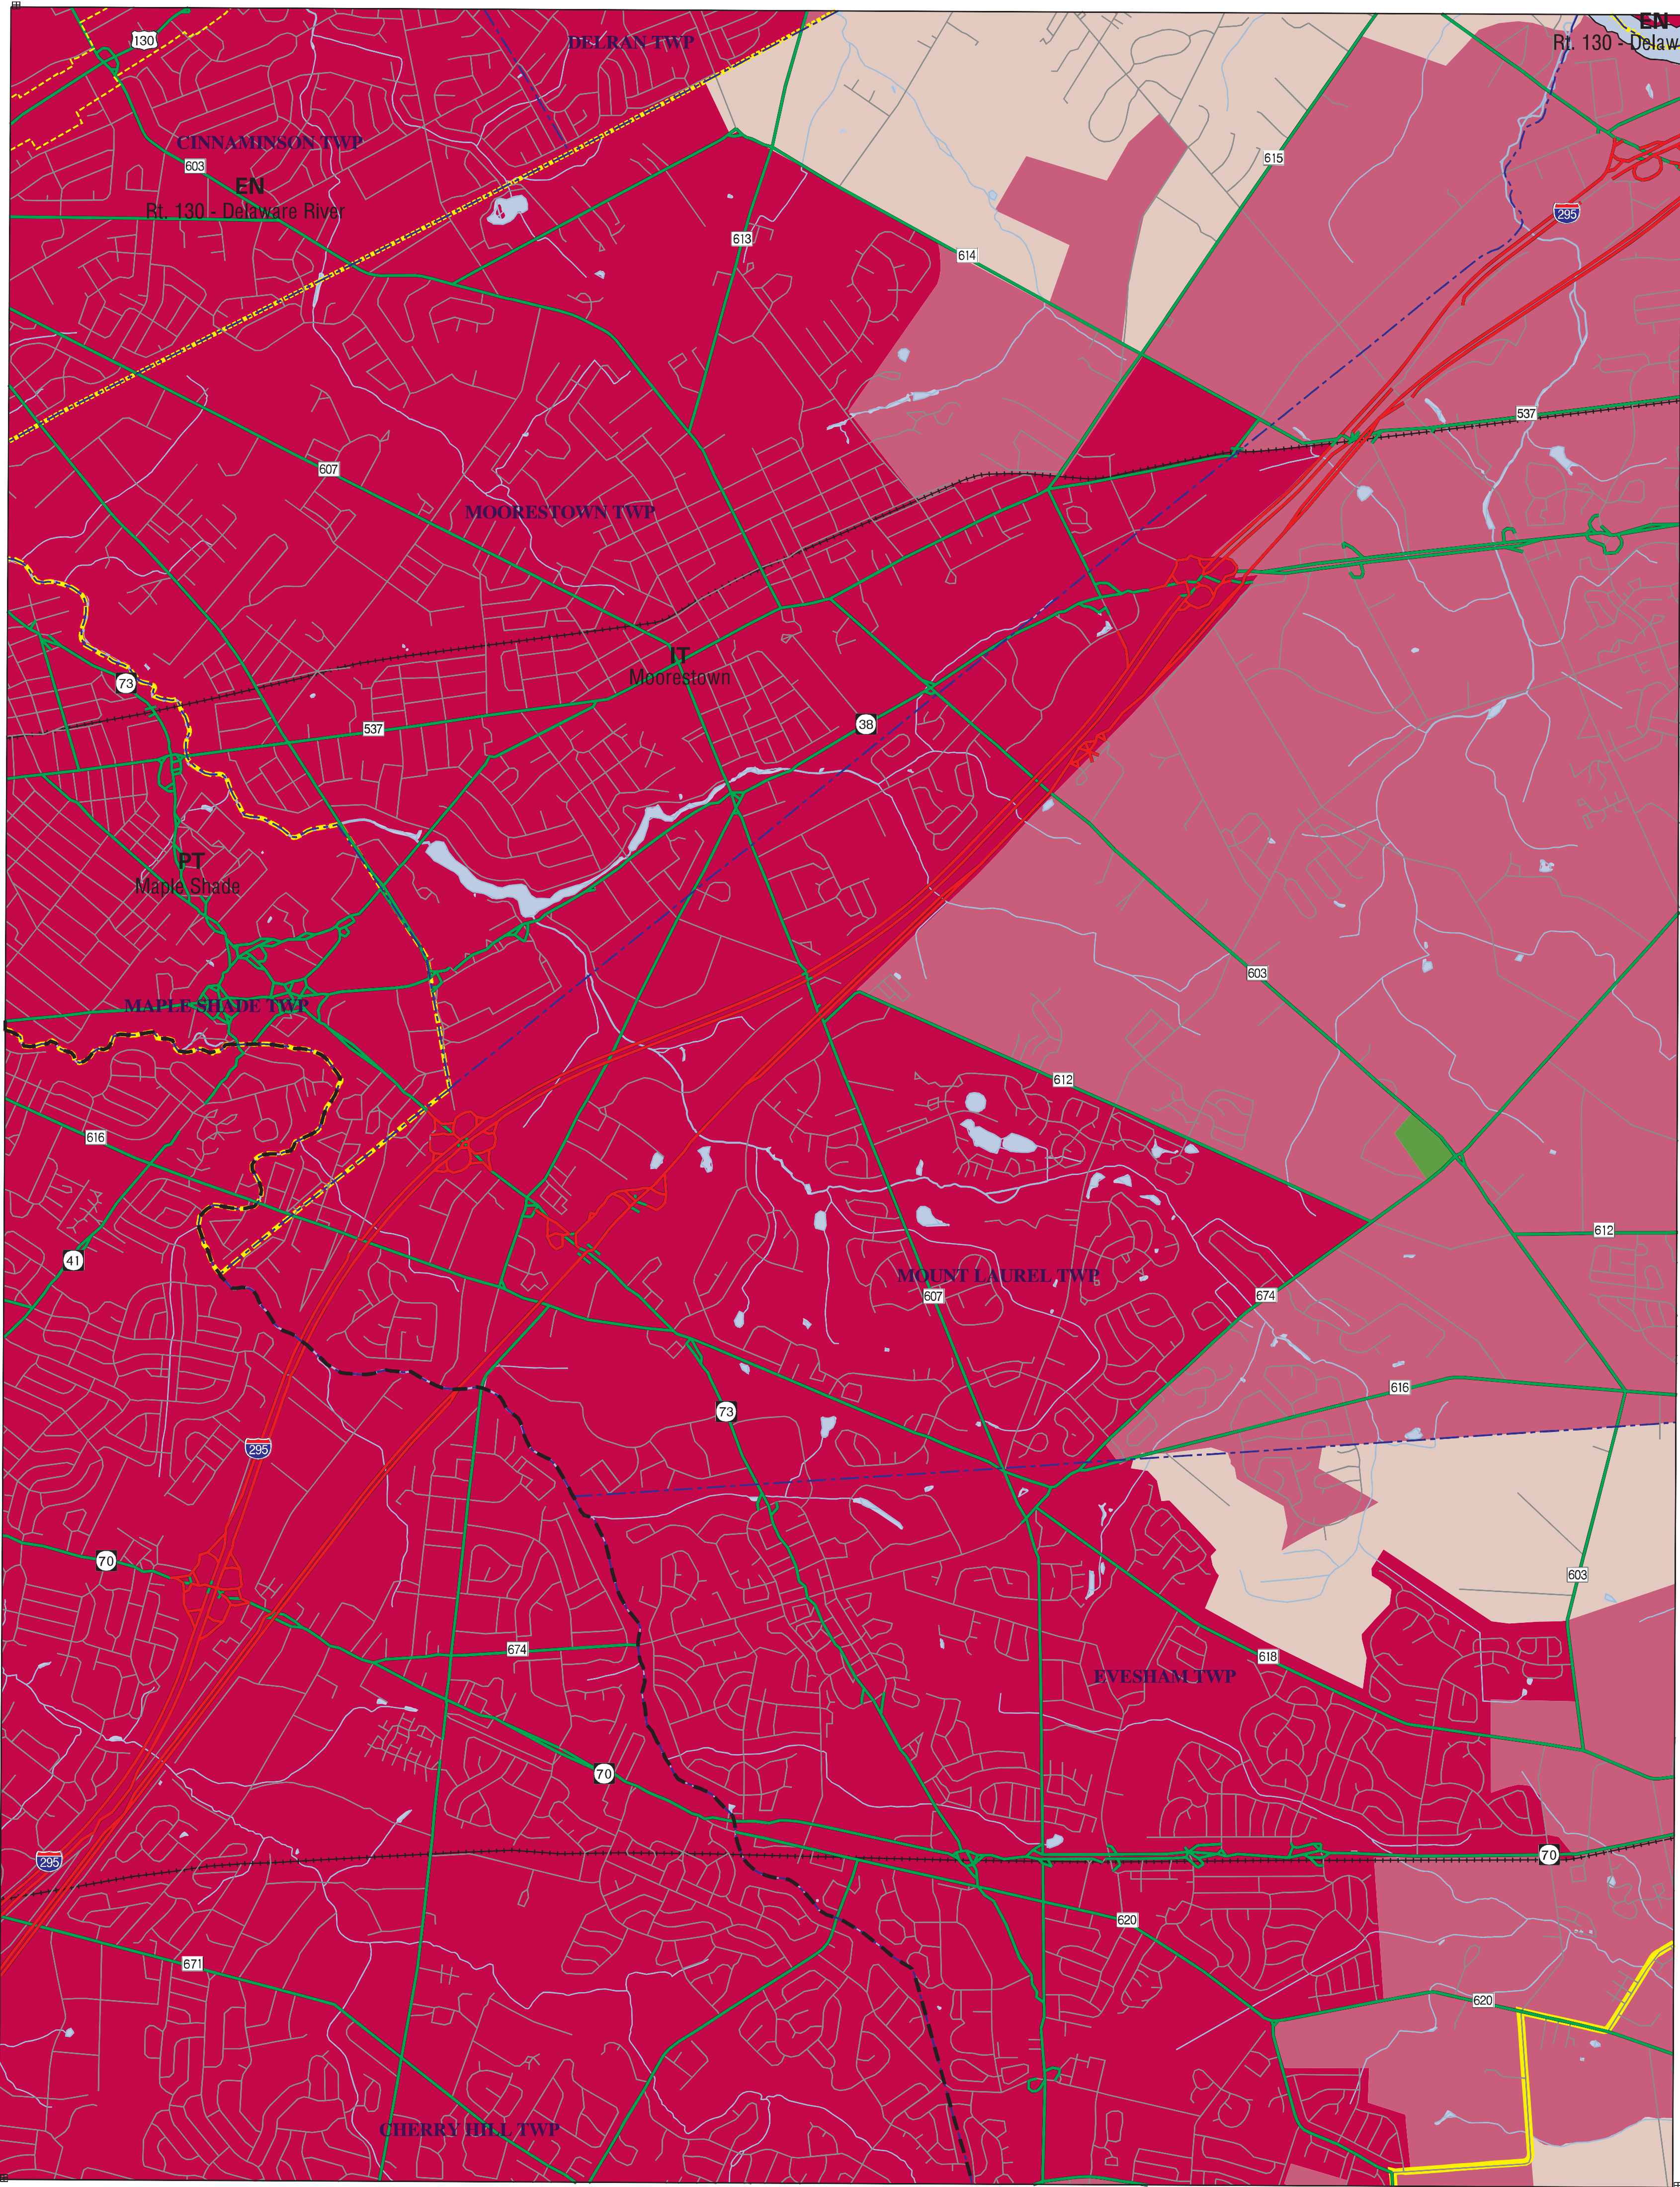 EN
Rt. 130 - Delaw
130
DELRAN TWP
CINNAMINSON TWP
603
615
EN
Rt. 130 - Delaware River
295
613
614
537
607
MOORESTOWN TWP
IT
Moorestown
73
537
38
PT
Maple Shade
603
MAPLE SHADE TWP
612
616
612
41
MOUNT LAUREL TWP
607
674
616
73
295
70
603
674
618
EVESHAM TWP
70
70
295
620
671
620
CHERRY HILL TWP